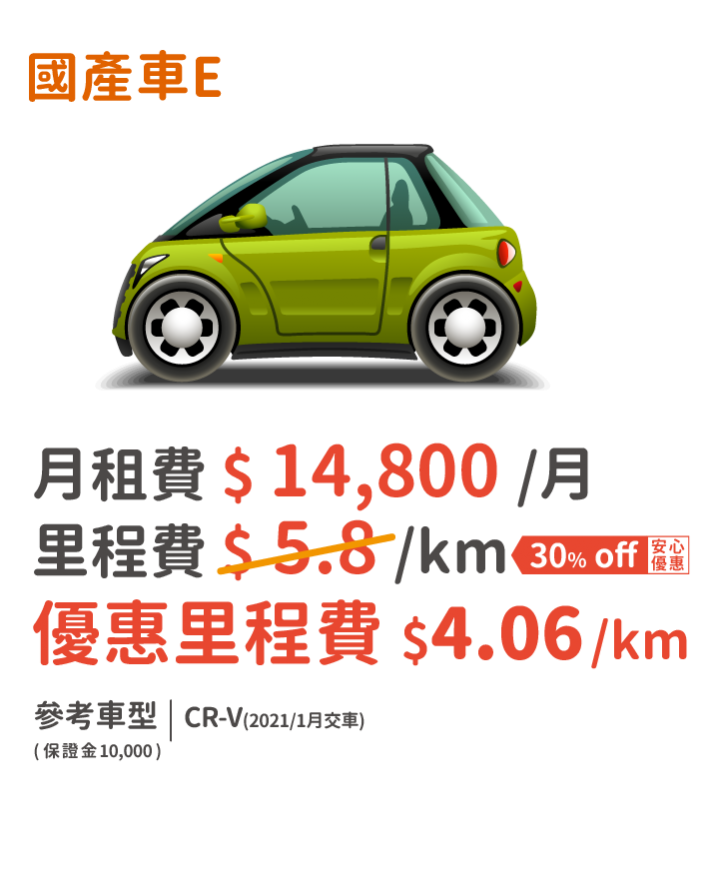 國產車E
月租費 $ 14,800 /月
里程費 $ 5.8 /km 30% off 安心優惠
優惠里程費 $4.06/km
參考車型 | CR-V(2021/1月交車)
( 保證金10,000 )